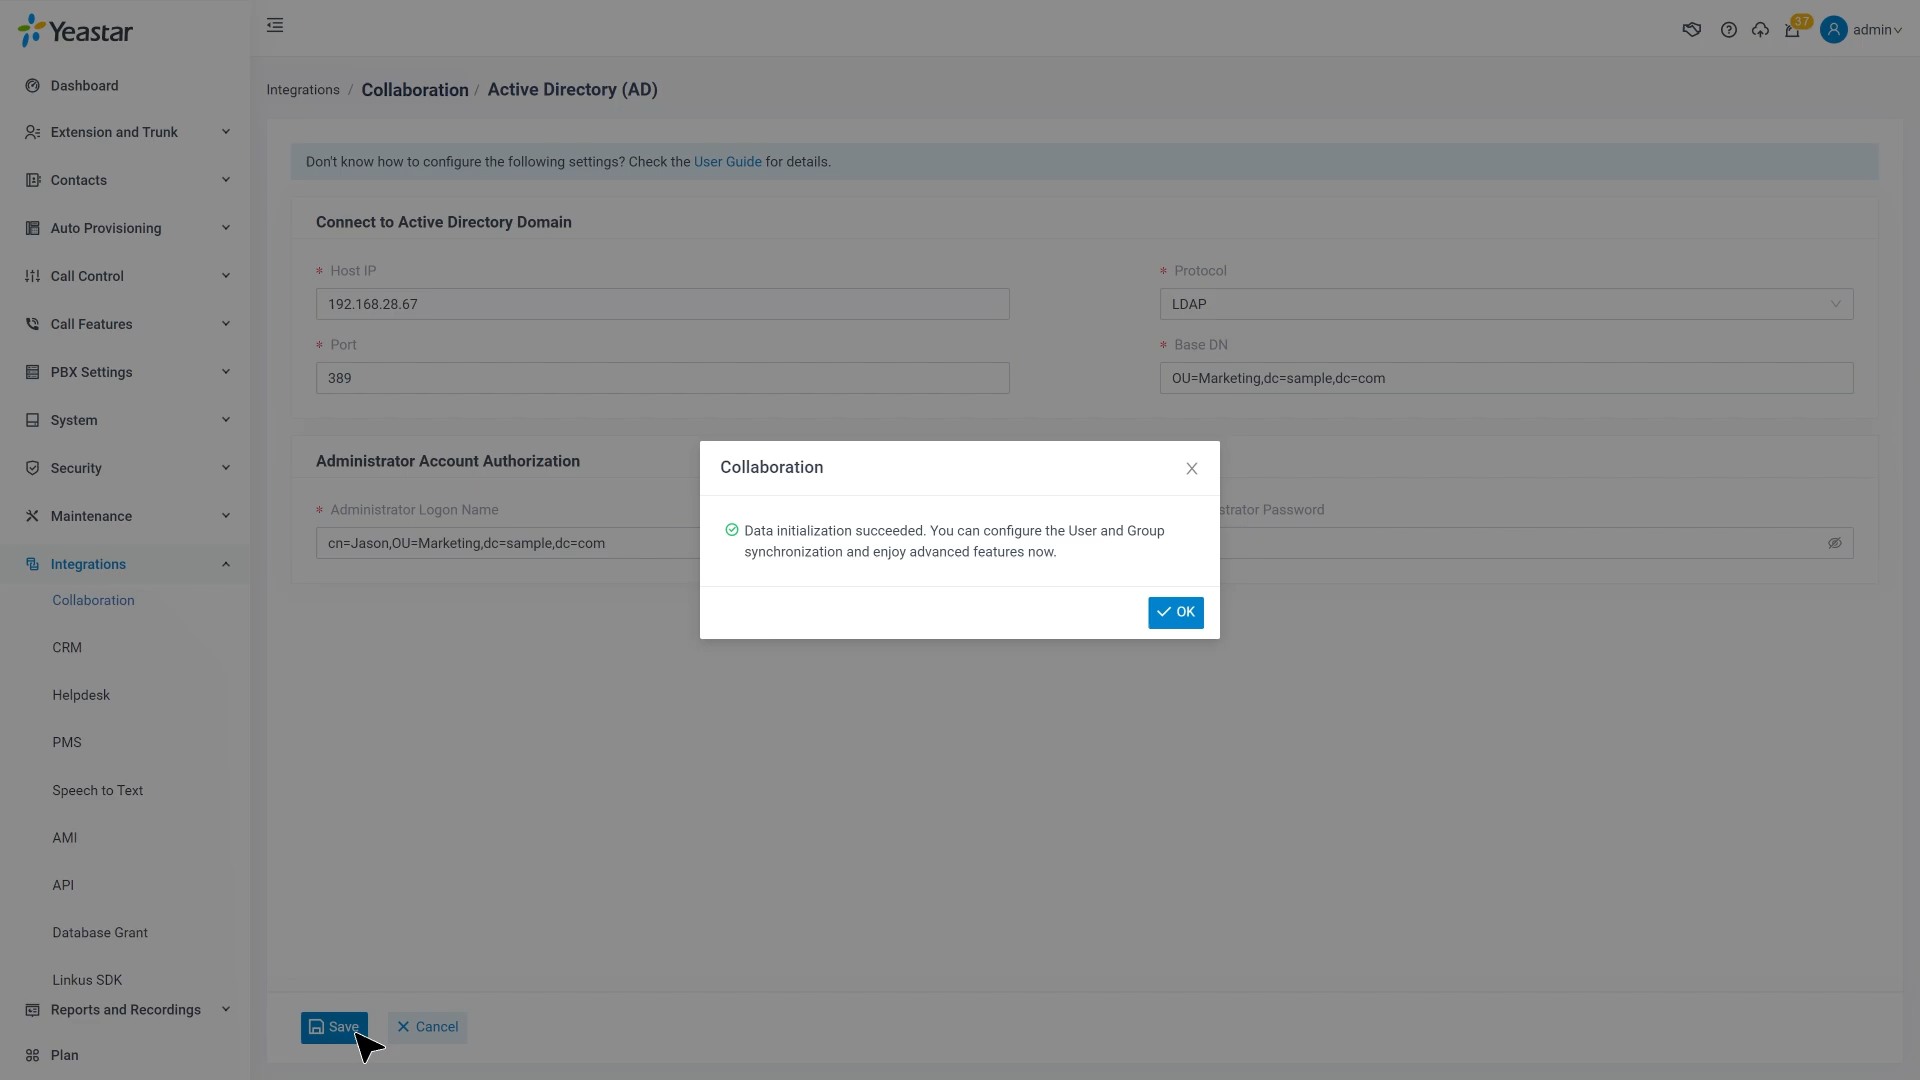 Yeastar
37
admin
Dashboard
Extension and Trunk
Contacts
Auto Provisioning
Call Control
Call Features
PBX Settings
System
Security
Maintenance
Integrations
Collaboration
CRM
Helpdesk
PMS
Speech to Text
AMI
API
Database Grant
Linkus SDK
Reports and Recordings
Plan
Integrations / Collaboration / Active Directory (AD)
Don't know how to configure the following settings? Check the User Guide for details.
Connect to Active Directory Domain
* Host IP
192.168.28.67
* Protocol
LDAP
* Port
389
* Base DN
OU=Marketing,dc=sample,dc=com
Administrator Account Authorization
* Administrator Logon Name
cn=Jason,OU=Marketing,dc=sample,dc=com
strator Password
Collaboration
Data initialization succeeded. You can configure the User and Group
synchronization and enjoy advanced features now.
OK
Save
Cancel